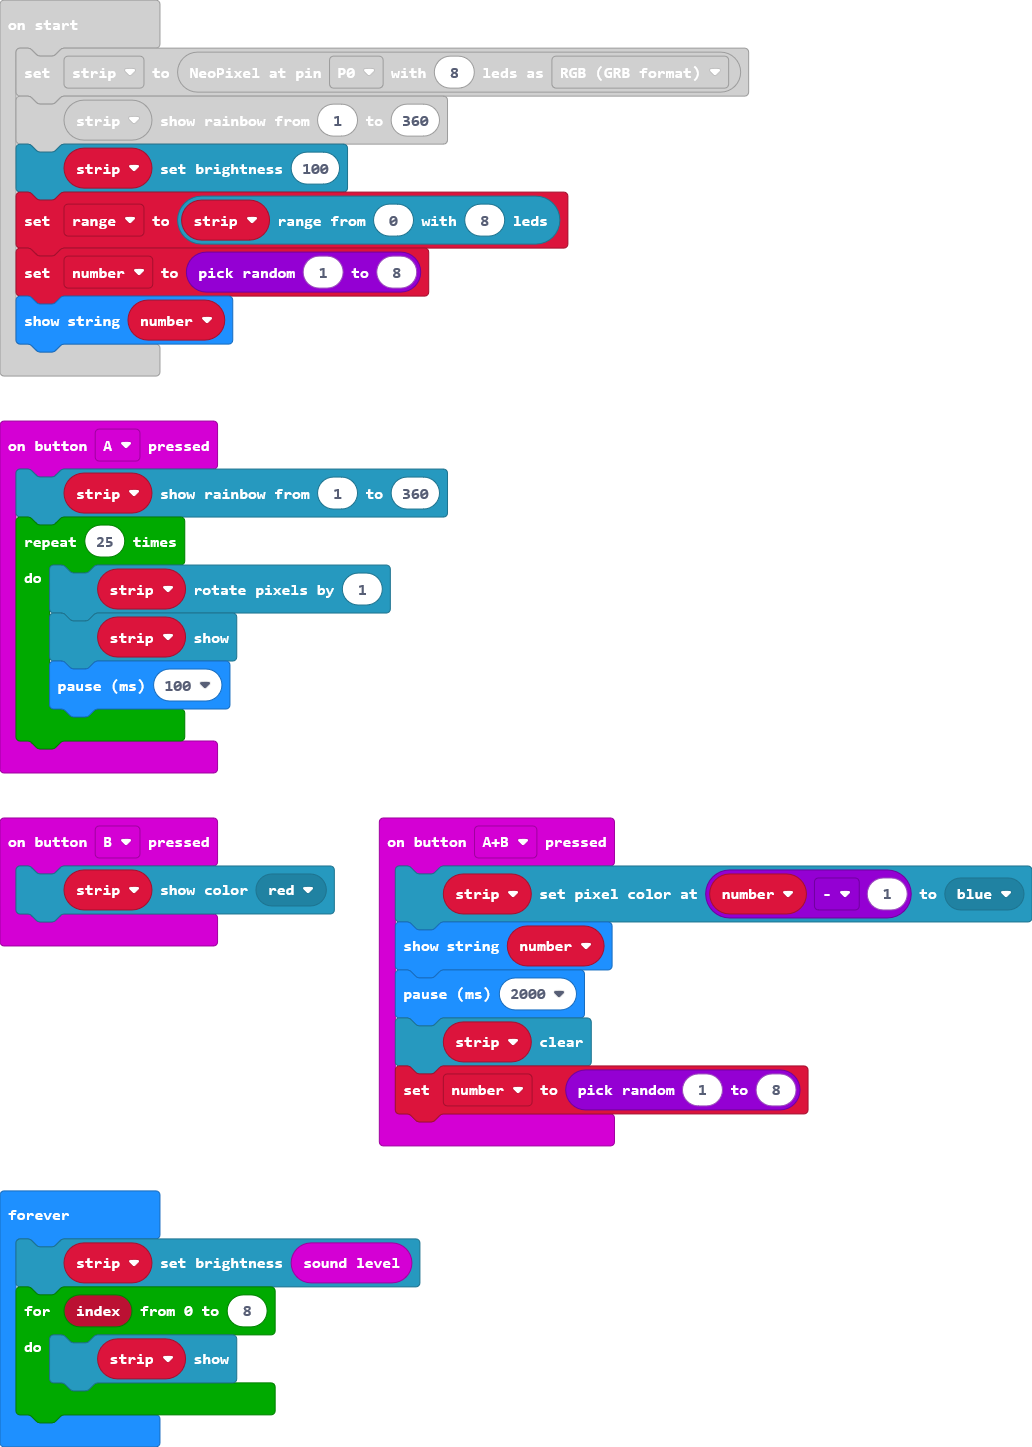 on start
set strip to NeoPixel at pin P0 with 8 leds as RGB (GRB format)
strip show rainbow from 1 to 360
strip set brightness 100
set range to strip range from 0 with 8 leds
set number to pick random 1 to 8
show string number
on button A pressed
strip show rainbow from 1 to 360
repeat 25 times
do
strip rotate pixels by 1
strip show
pause (ms) 100
on button B pressed
strip show color red
on button A+B pressed
strip set pixel color at number - 1 to blue
show string number
pause (ms) 2000
strip clear
set number to pick random 1 to 8
forever
strip set brightness sound level
for index from 0 to 8
do
strip show